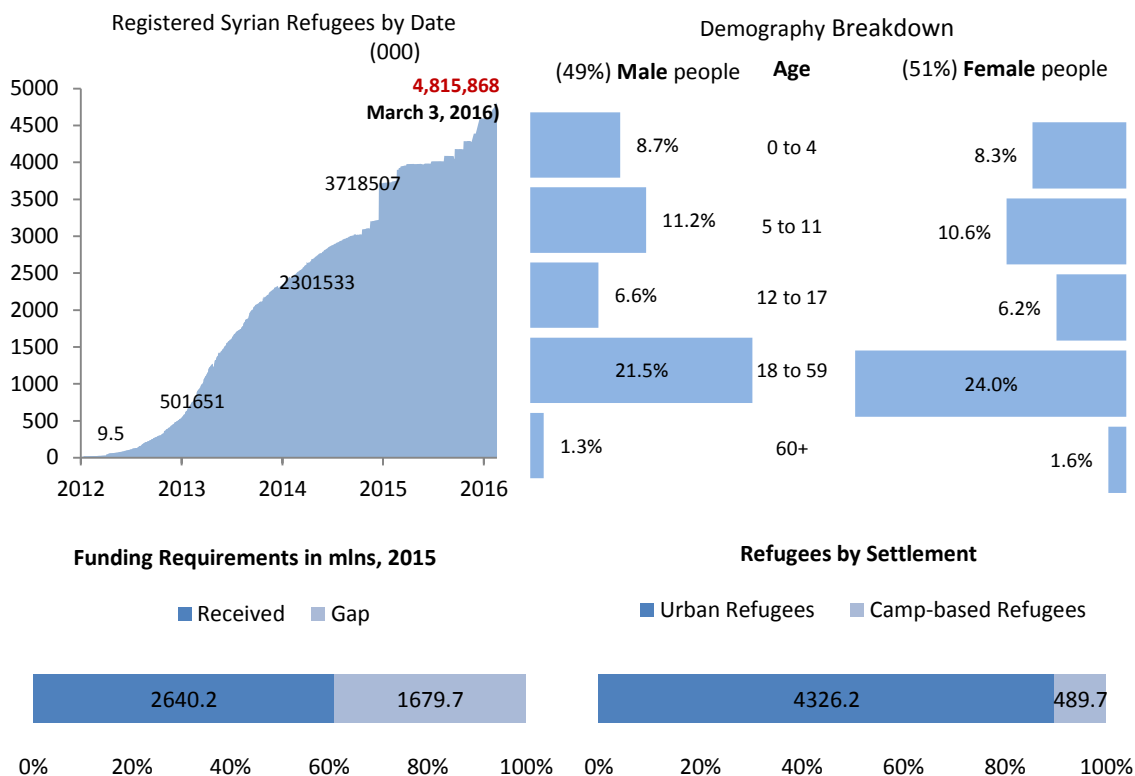 Registered Syrian Refugees by Date
(000)
5000
4500
4000
3500
3000
2500
2000
1500
1000
500
0
4,815,868
March 3, 2016)
3718507
2301533
501651
9.5
2012 2013 2014 2015 2016
Demography Breakdown
(49%) Male people Age (51%) Female people
8.7% 0 to 4 8.3%
11.2% 5 to 11 10.6%
6.6% 12 to 17 6.2%
21.5% 18 to 59 24.0%
1.3% 60+ 1.6%
Funding Requirements in mlns, 2015
Received Gap
2640.2 1679.7
0% 20% 40% 60% 80% 100%
Refugees by Settlement
Urban Refugees Camp-based Refugees
4326.2 489.7
0% 20% 40% 60% 80% 100%